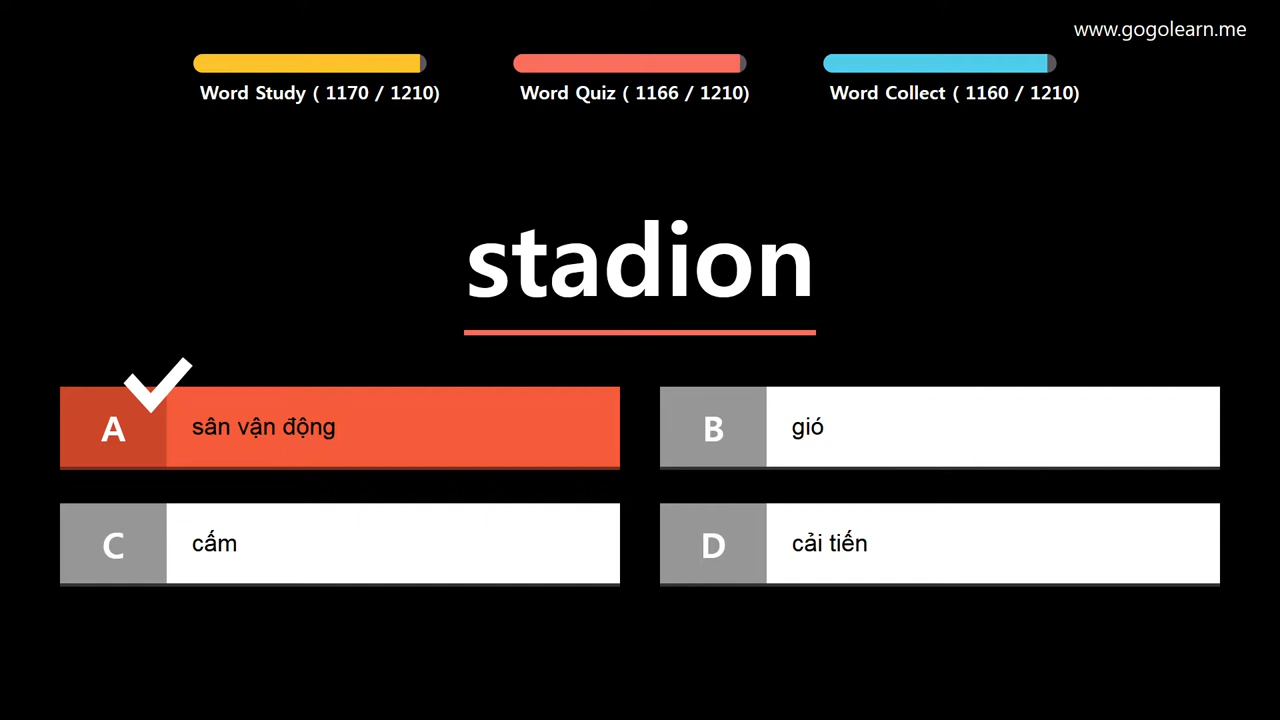 www.gogolearn.me
Word Study ( 1170 / 1210)
Word Quiz ( 1166 / 1210)
Word Collect ( 1160 / 1210)
stadion
A
sân vận động
B
gió
C
cấm
D
cải tiến